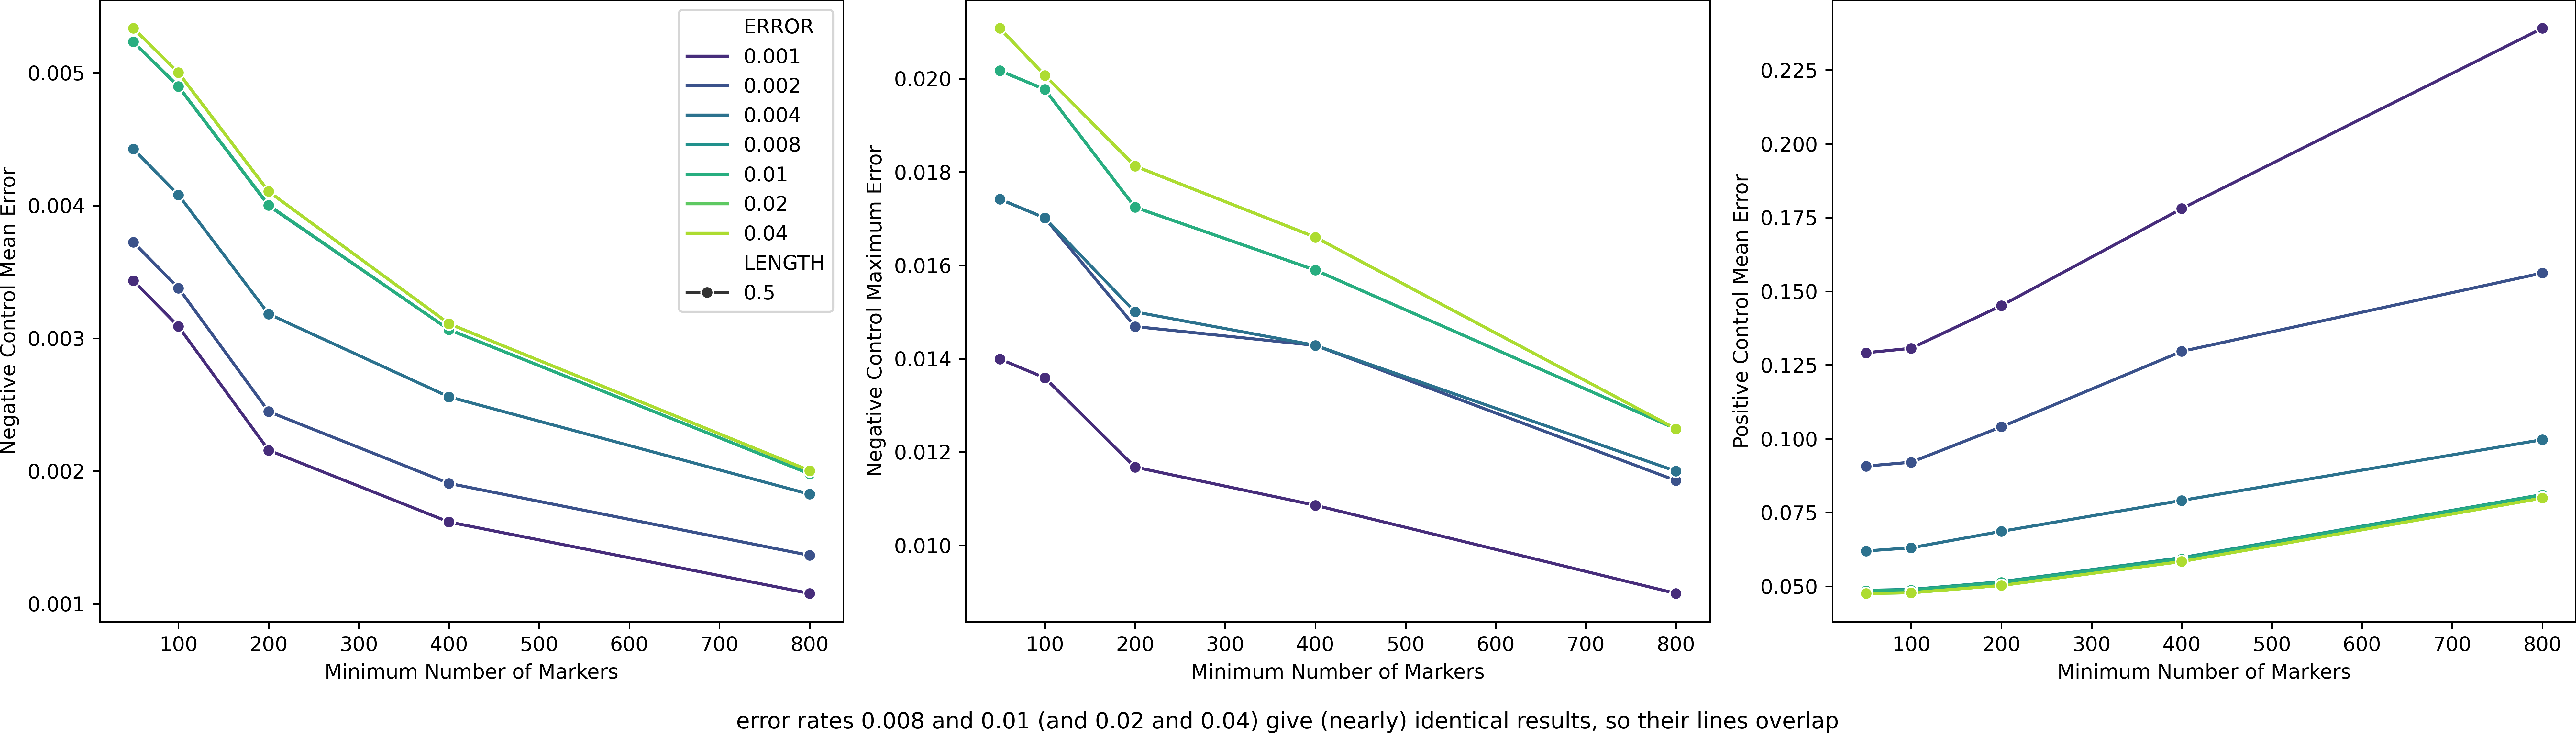 Negative Control Mean Error
0.005
0.004
0.003
0.002
0.001
100 200 300 400 500 600 700 800
Minimum Number of Markers
ERROR
0.001
0.002
0.004
0.008
0.01
0.02
0.04
LENGTH
0.5
Negative Control Maximum Error
0.020
0.018
0.016
0.014
0.012
0.010
100 200 300 400 500 600 700 800
Minimum Number of Markers
Positive Control Mean Error
0.225
0.200
0.175
0.150
0.125
0.100
0.075
0.050
100 200 300 400 500 600 700 800
Minimum Number of Markers
error rates 0.008 and 0.01 (and 0.02 and 0.04) give (nearly) identical results, so their lines overlap